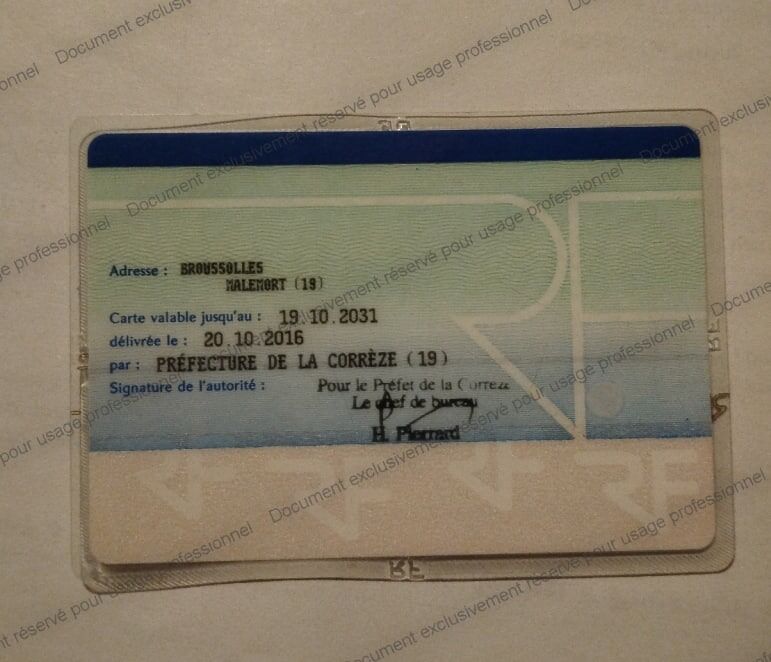 Document exclusivement réservé pour usage professionnel
Adresse : BROUSSOLLES
MALEMORT (19)
Carte valable jusqu'au : 19.10.2031
délivrée le : 20.10.2016
par : PRÉFECTURE DE LA CORRÈZE (19)
Signature de l'autorité : Pour le Préfet de la Corrèze
Le chef de bureau
H. Pierrard
RF